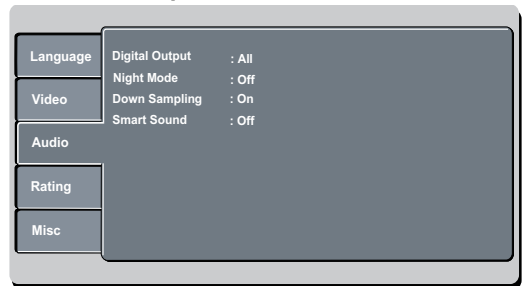 Language
Video
Audio
Rating
Misc
Digital Output : All
Night Mode : Off
Down Sampling : On
Smart Sound : Off